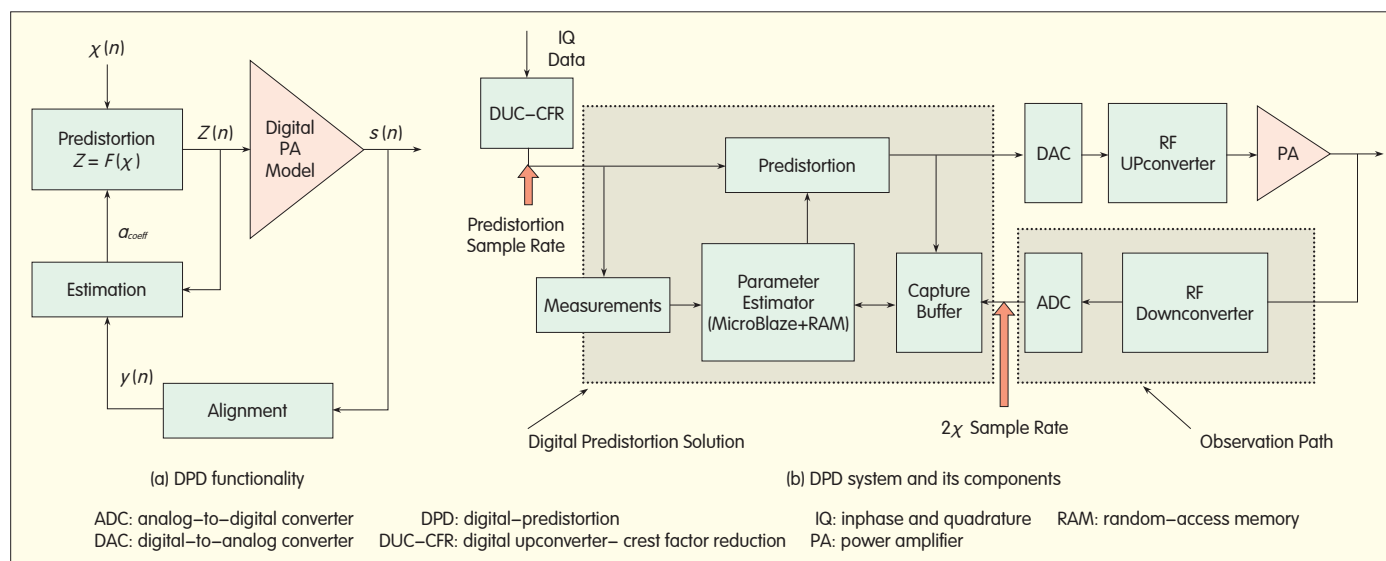 χ(n)
Predistortion
Z = F(χ)
Z(n)
Digital
PA
Model
s(n)
a_coeff
Estimation
y(n)
Alignment
(a) DPD functionality
IQ
Data
DUC–CFR
Predistortion
Sample Rate
Predistortion
Measurements
Parameter
Estimator
(MicroBlaze+RAM)
Capture
Buffer
Digital Predistortion Solution
DAC
RF
UPconverter
PA
ADC
RF
Downconverter
2χ Sample Rate
Observation Path
(b) DPD system and its components
ADC: analog–to–digital converter DPD: digital–predistortion IQ: inphase and quadrature RAM: random–access memory
DAC: digital–to–analog converter DUC–CFR: digital upconverter– crest factor reduction PA: power amplifier